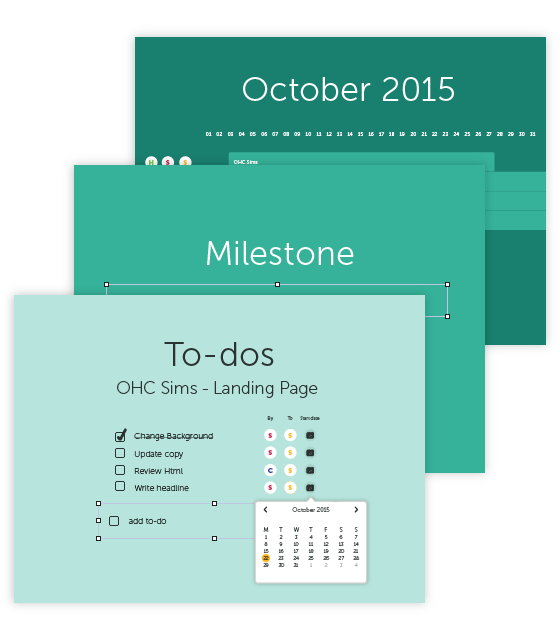 October 2015
01 02 03 04 05 06 07 08 09 10 11 12 13 14 15 16 17 18 19 20 21 22 23 24 25 26 27 28 29 30 31
H S S OHC Sims
Milestone
To-dos
OHC Sims - Landing Page
By To Start date
Change Background S S
Update copy S S
Review Html C S
Write headline S S
add to-do
October 2015
M T W T F S S
1 2 3 4 5 6 7
8 9 10 11 12 13 14
15 16 17 18 19 20 21
22 23 24 25 26 27 28
29 30 31 1 2 3 4